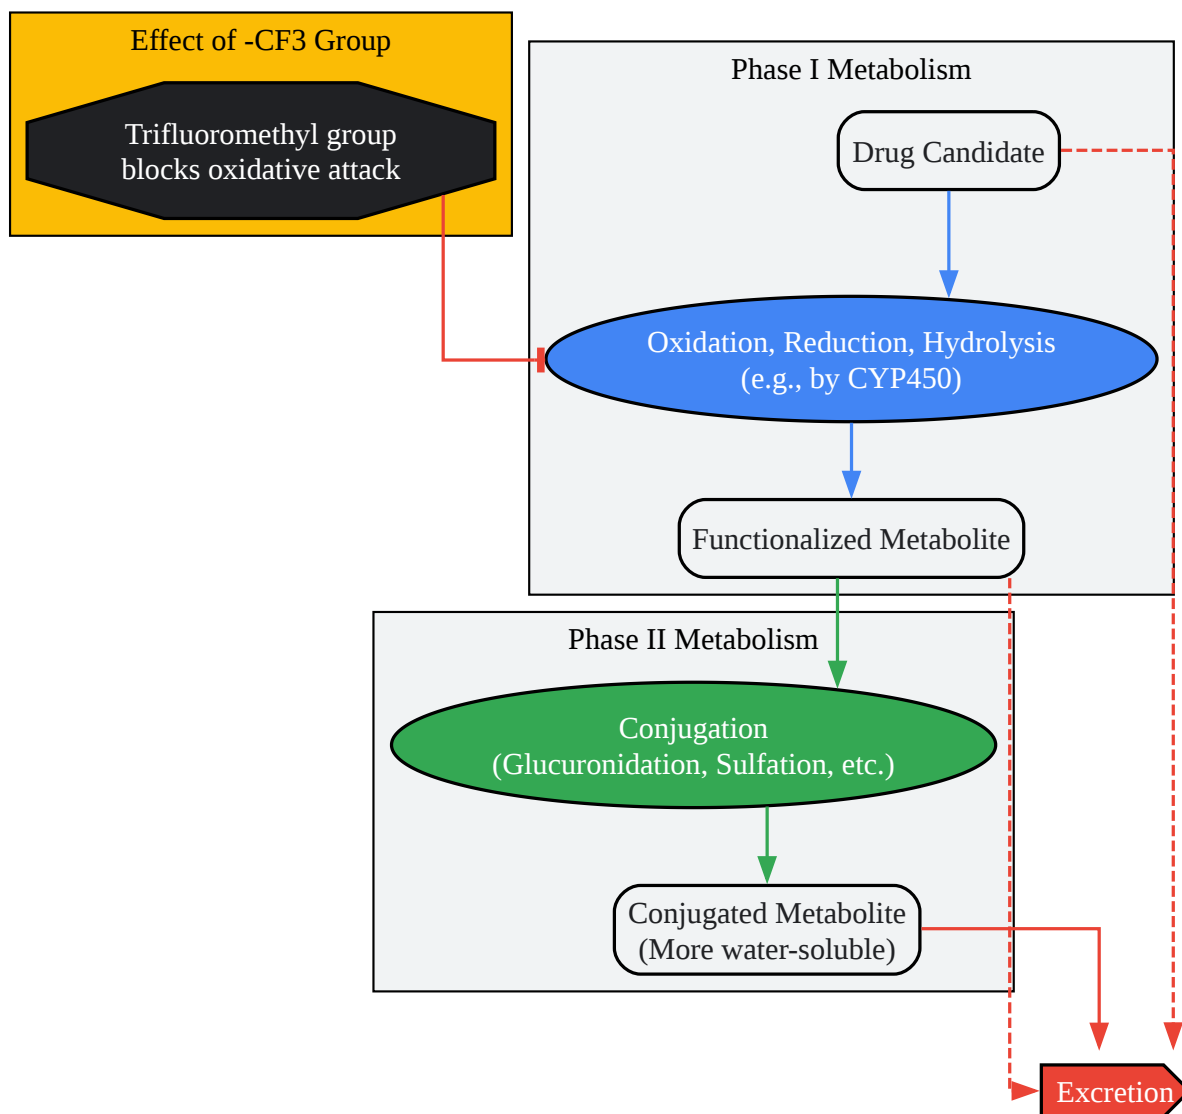 Effect of -CF3 Group
Trifluoromethyl group
blocks oxidative attack
Phase I Metabolism
Drug Candidate
Oxidation, Reduction, Hydrolysis
(e.g., by CYP450)
Functionalized Metabolite
Phase II Metabolism
Conjugation
(Glucuronidation, Sulfation, etc.)
Conjugated Metabolite
(More water-soluble)
Excretion